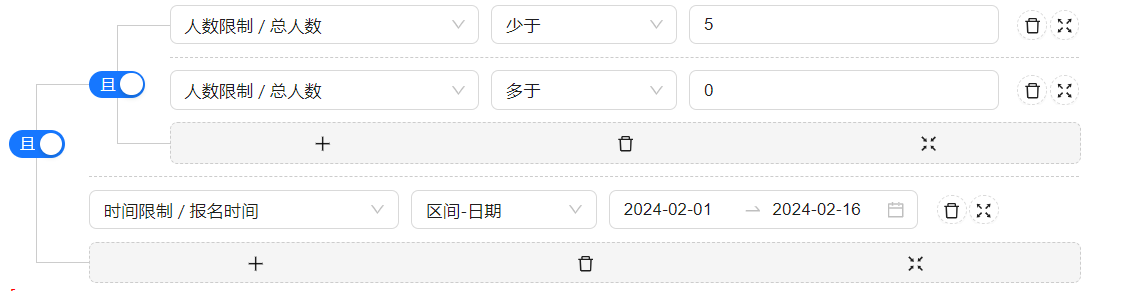 人数限制 / 总人数 少于 5
且
人数限制 / 总人数 多于 0
且
时间限制 / 报名时间 区间-日期 2024-02-01 → 2024-02-16